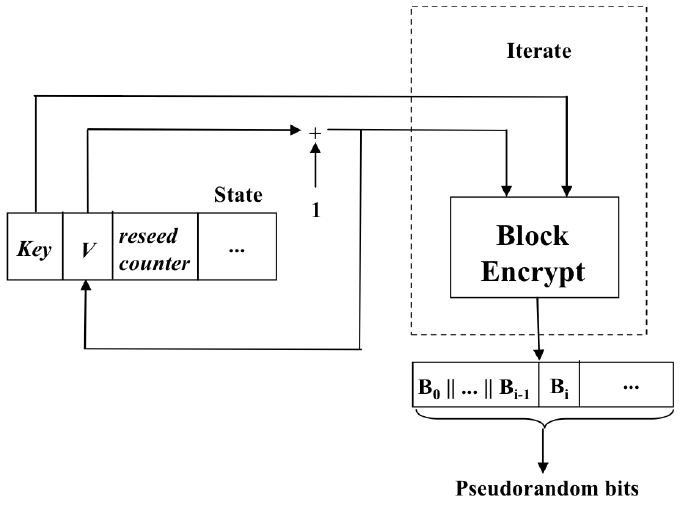 Iterate
+
State
1
Key
V
reseed
counter
...
Block
Encrypt
B0 || ... || Bi-1
Bi
...
Pseudorandom bits